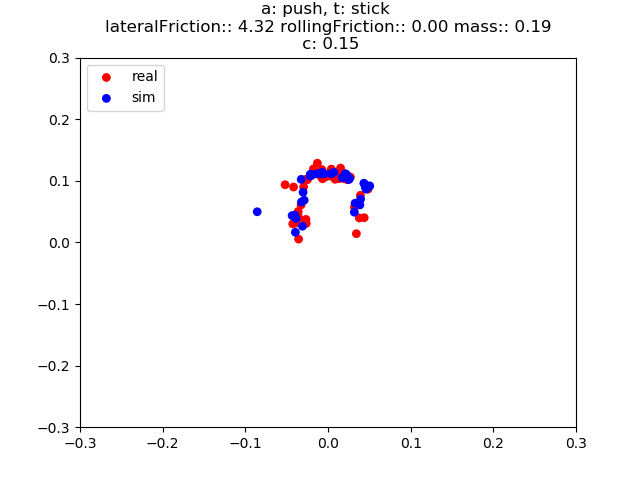 a: push, t: stick
lateralFriction:: 4.32 rollingFriction:: 0.00 mass:: 0.19
c: 0.15
real
sim
0.3
0.2
0.1
0.0
−0.1
−0.2
−0.3
−0.3 −0.2 −0.1 0.0 0.1 0.2 0.3